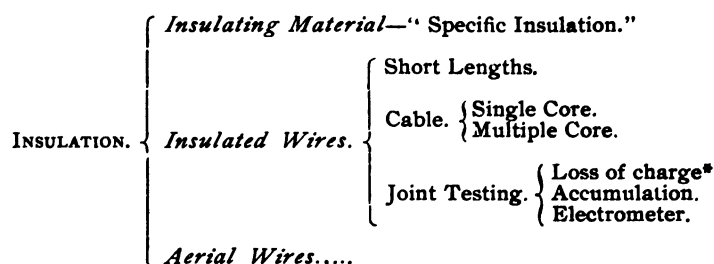 Insulating Material—“ Specific Insulation.”
Short Lengths.
INSULATION. Insulated Wires. Cable. Single Core.
Multiple Core.
Joint Testing. Loss of charge*
Accumulation.
Electrometer.
Aerial Wires.....